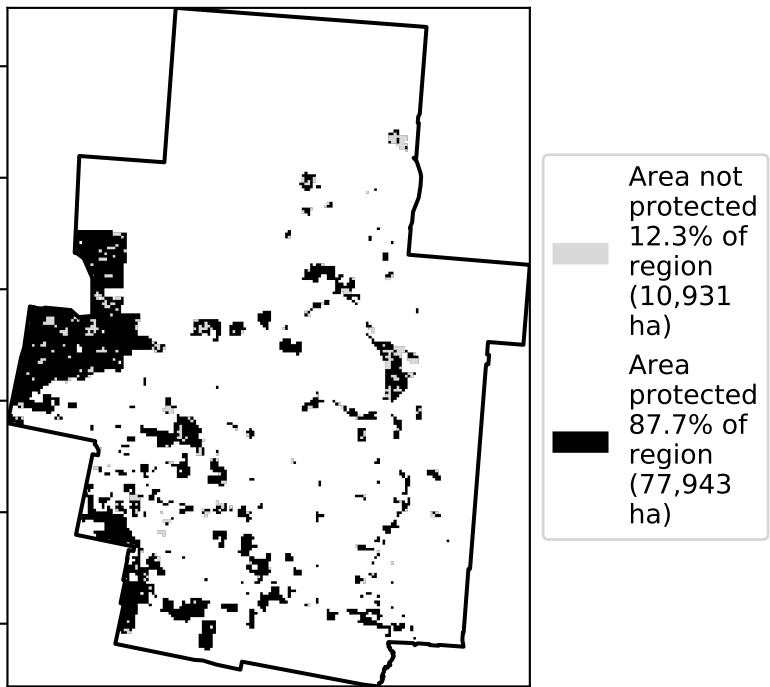 Area not
protected
12.3% of
region
(10,931
ha)
Area
protected
87.7% of
region
(77,943
ha)